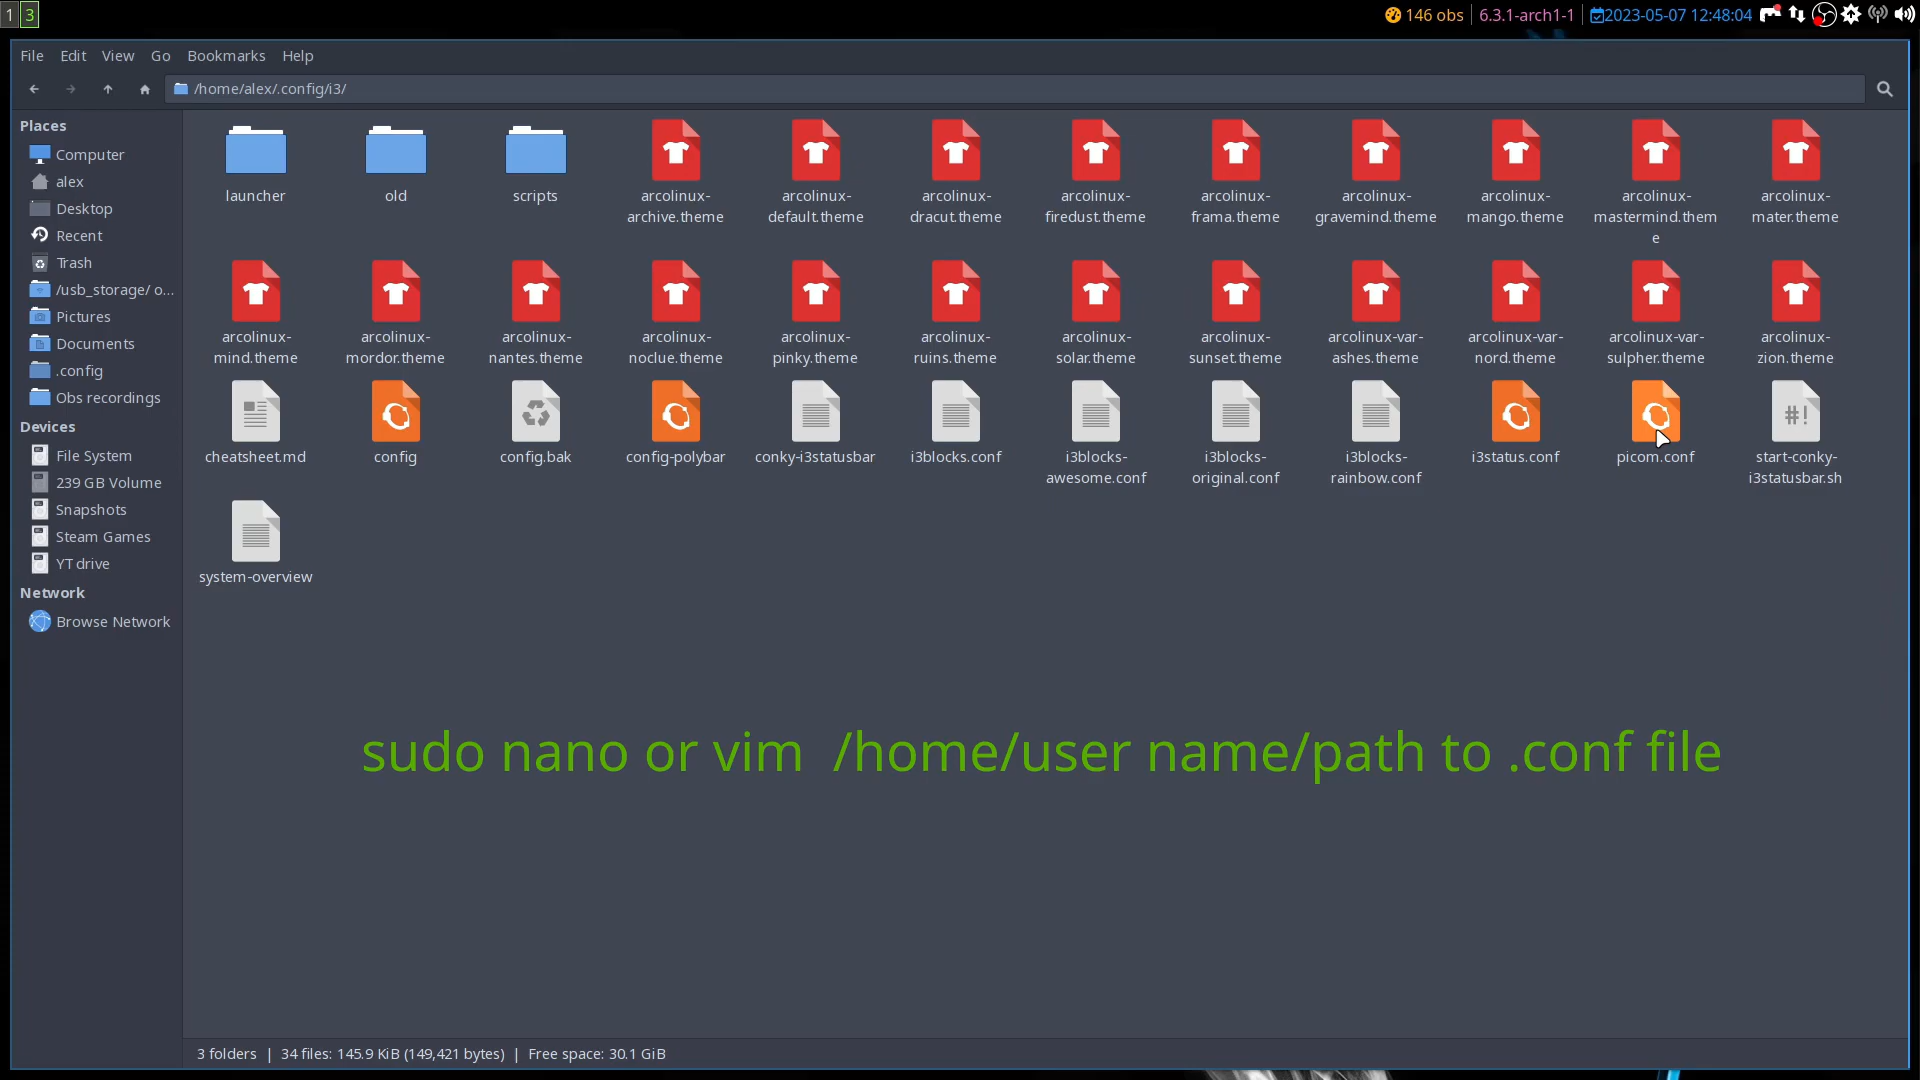 1 3 146 obs 6.3.1-arch1-1 2023-05-07 12:48:04
File Edit View Go Bookmarks Help
/home/alex/.config/i3/
Places
Computer
alex
Desktop
Recent
Trash
/usb_storage/ o...
Pictures
Documents
.config
Obs recordings
Devices
File System
239 GB Volume
Snapshots
Steam Games
YT drive
Network
Browse Network
launcher
old
scripts
arcolinux-
archive.theme
arcolinux-
default.theme
arcolinux-
dracut.theme
arcolinux-
firedust.theme
arcolinux-
frama.theme
arcolinux-
gravemind.theme
arcolinux-
mango.theme
arcolinux-
mastermind.them
e
arcolinux-
mater.theme
arcolinux-
mind.theme
arcolinux-
mordor.theme
arcolinux-
nantes.theme
arcolinux-
noclue.theme
arcolinux-
pinky.theme
arcolinux-
ruins.theme
arcolinux-
solar.theme
arcolinux-
sunset.theme
arcolinux-var-
ashes.theme
arcolinux-var-
nord.theme
arcolinux-var-
sulpher.theme
arcolinux-
zion.theme
cheatsheet.md
config
config.bak
config-polybar
conky-i3statusbar
i3blocks.conf
i3blocks-
awesome.conf
i3blocks-
original.conf
i3blocks-
rainbow.conf
i3status.conf
picom.conf
#!
start-conky-
i3statusbar.sh
system-overview
sudo nano or vim  /home/user name/path to .conf file
3 folders | 34 files: 145.9 KiB (149,421 bytes) | Free space: 30.1 GiB